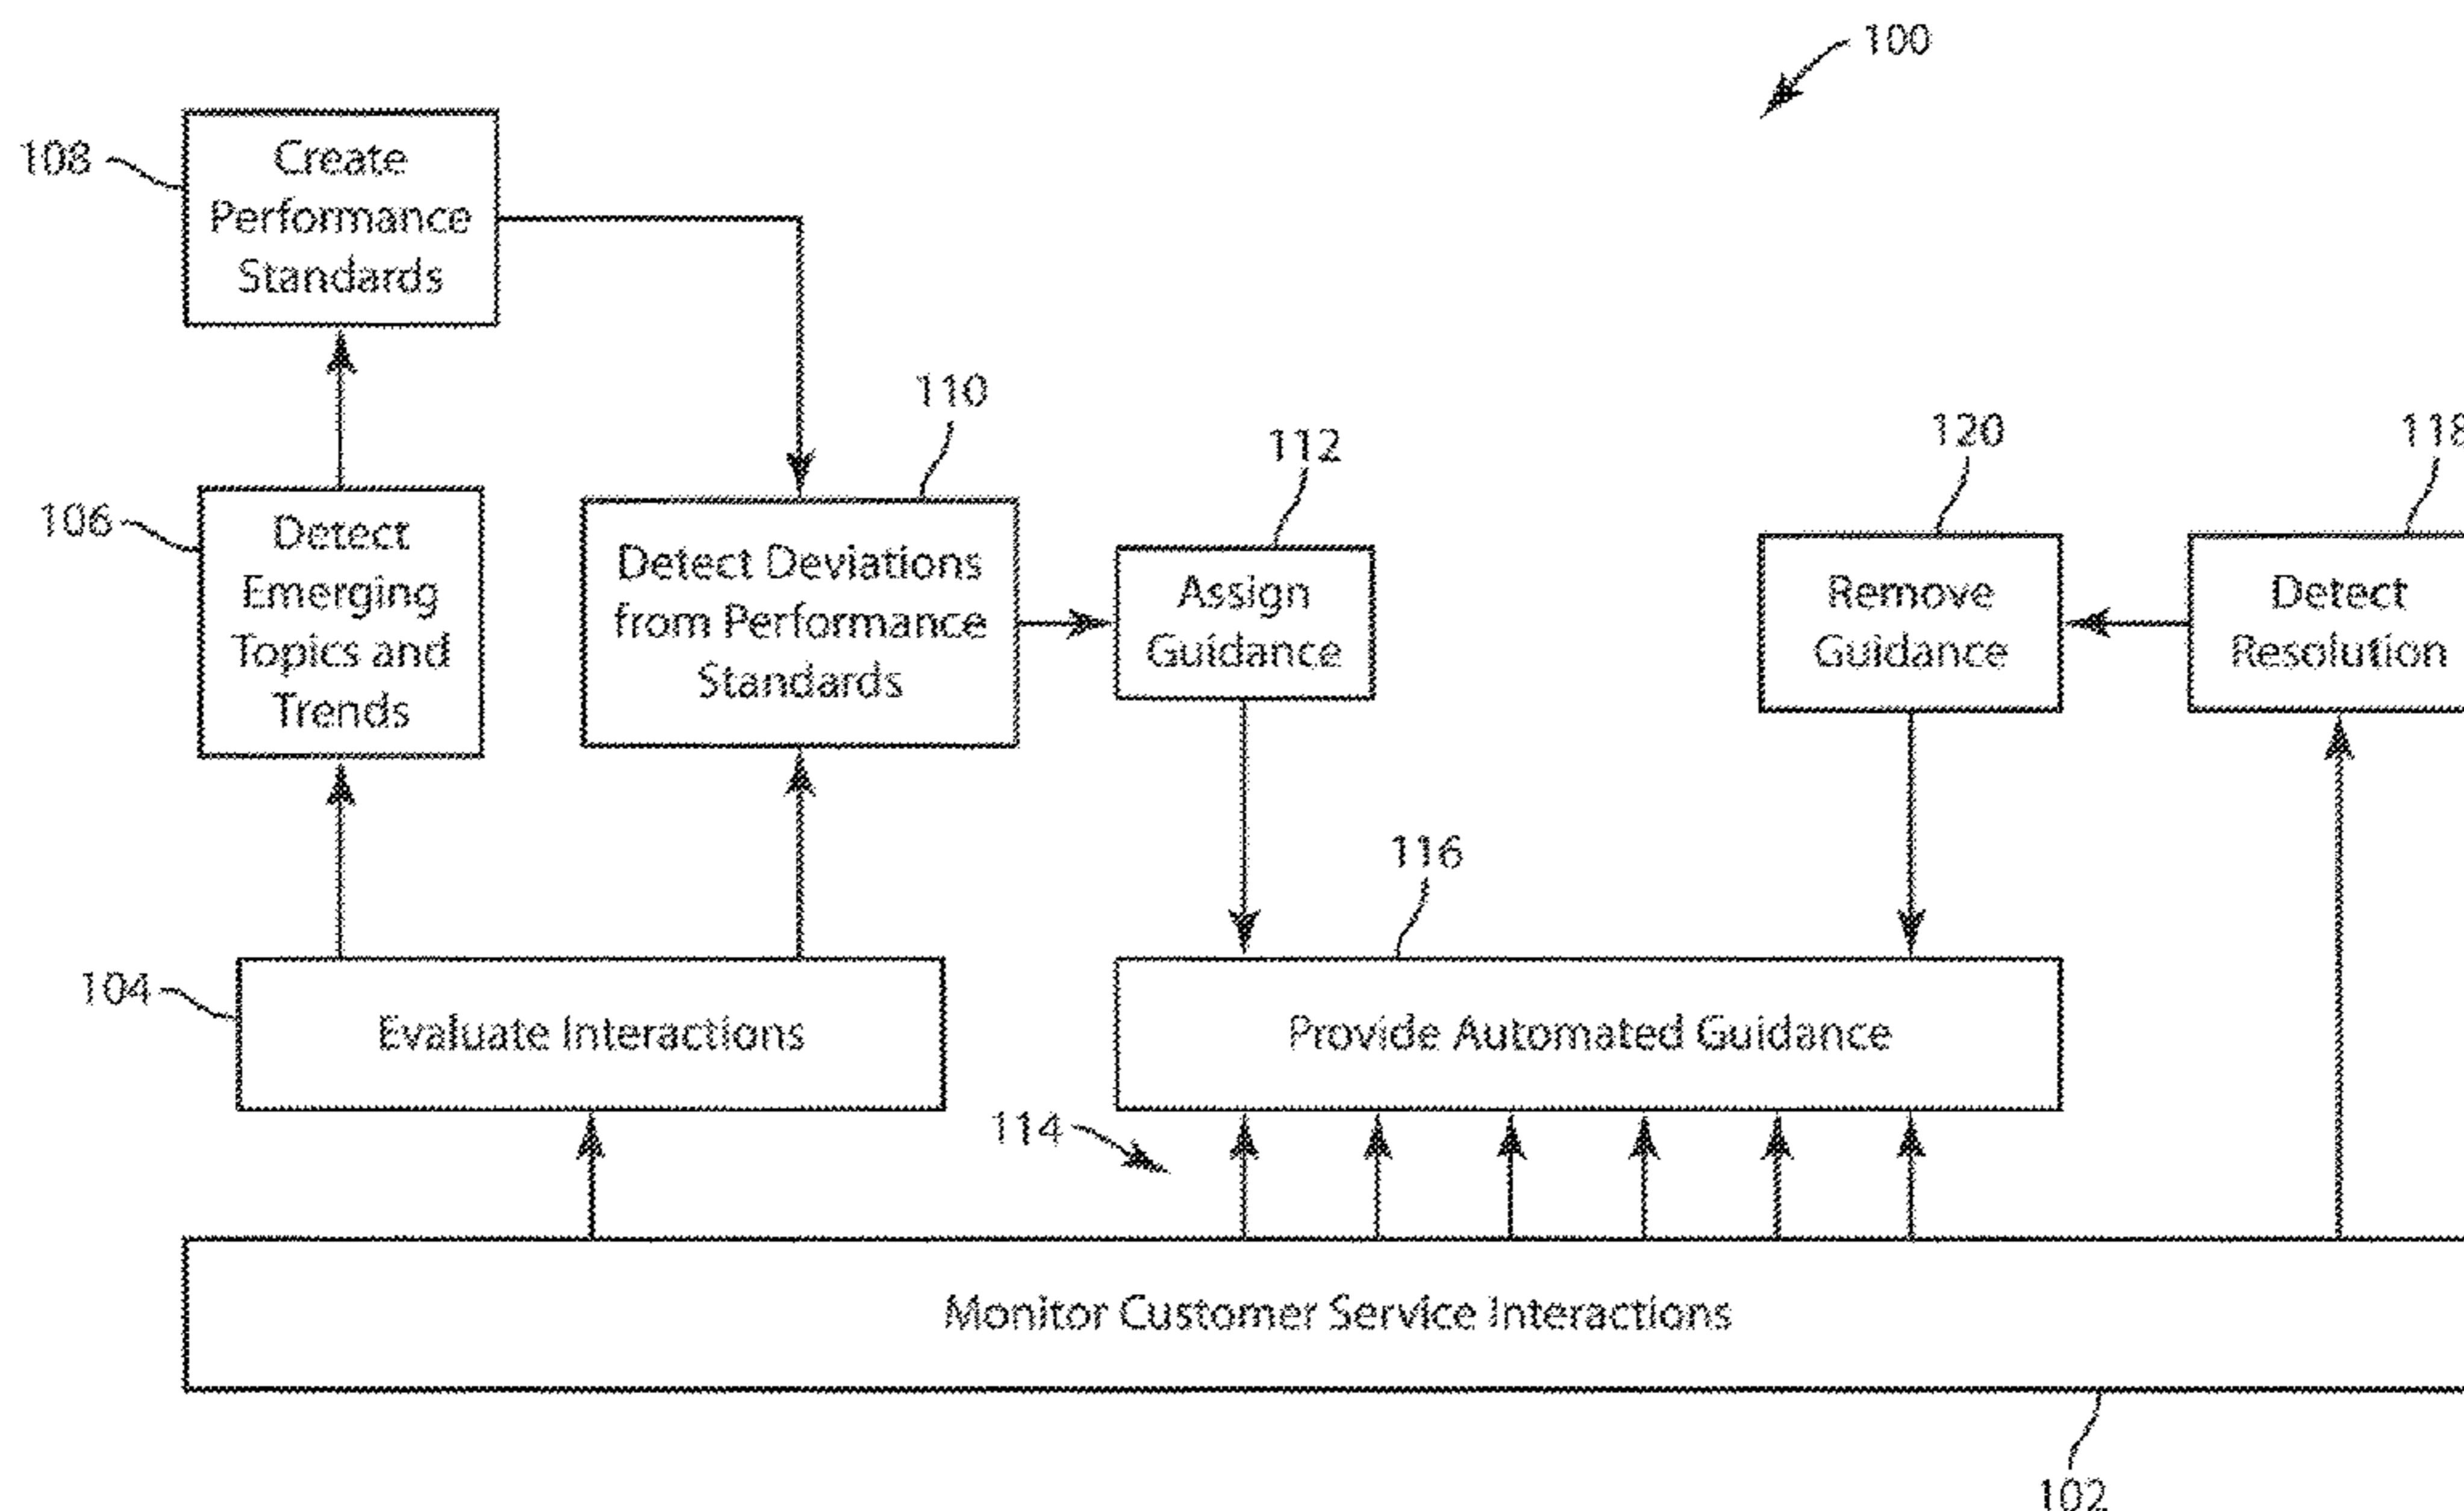 100
108
Create
Performance
Standards
110
112
120
118
106
Detect
Emerging
Topics and
Trends
Detect Deviations
from Performance
Standards
Assign
Guidance
Remove
Guidance
Detect
Resolution
116
104
Evaluate Interactions
Provide Automated Guidance
114
Monitor Customer Service Interactions
102